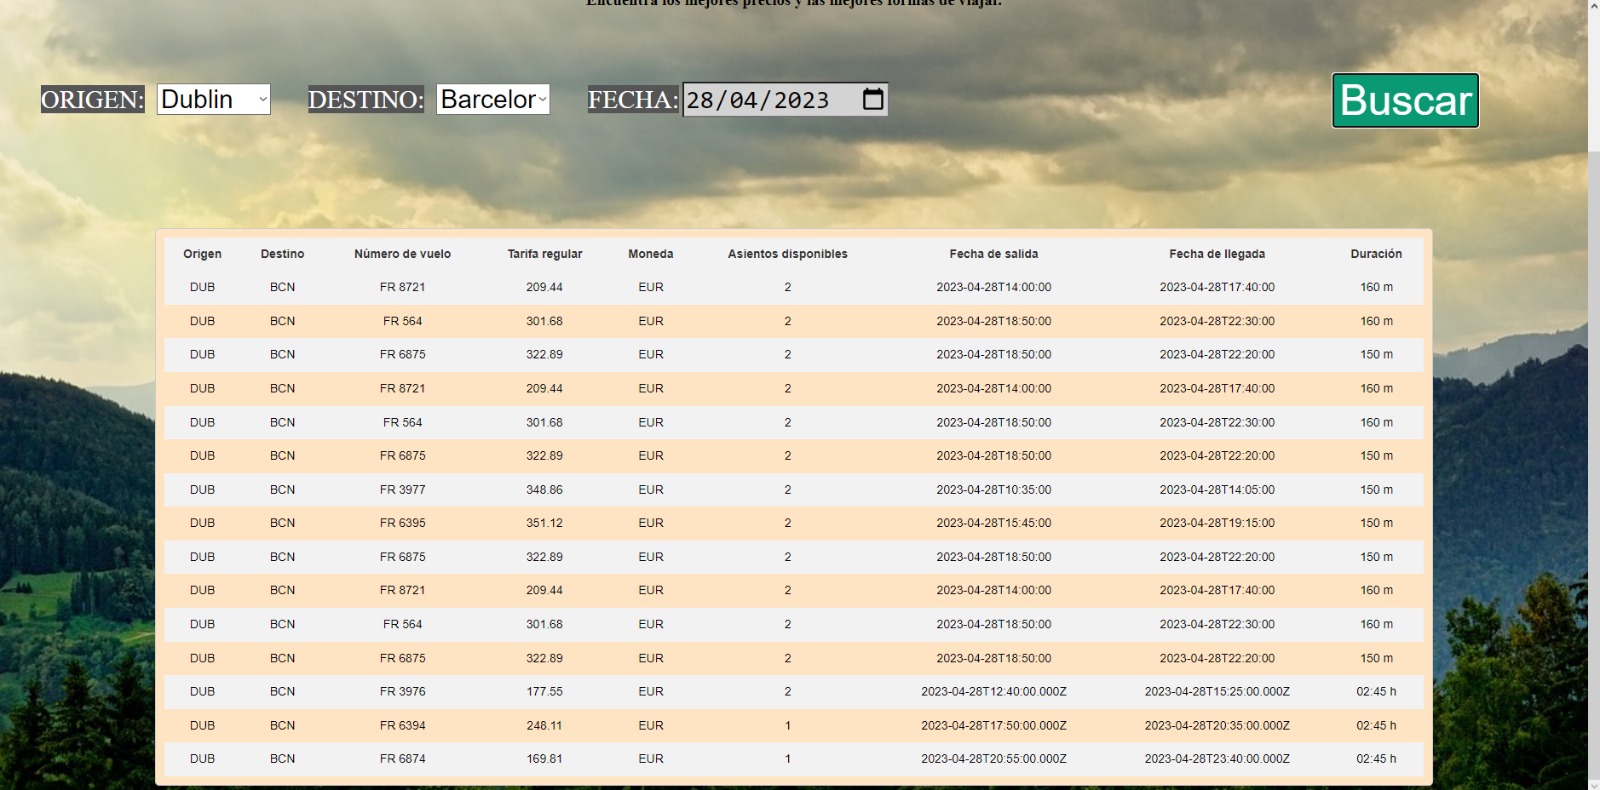 Encuentra los mejores precios y las mejores formas de viajar.
ORIGEN: Dublin DESTINO: Barcelor FECHA: 28/04/2023 Buscar
Origen Destino Número de vuelo Tarifa regular Moneda Asientos disponibles Fecha de salida Fecha de llegada Duración
DUB BCN FR 8721 209.44 EUR 2 2023-04-28T14:00:00 2023-04-28T17:40:00 160 m
DUB BCN FR 564 301.68 EUR 2 2023-04-28T18:50:00 2023-04-28T22:30:00 160 m
DUB BCN FR 6875 322.89 EUR 2 2023-04-28T18:50:00 2023-04-28T22:20:00 150 m
DUB BCN FR 8721 209.44 EUR 2 2023-04-28T14:00:00 2023-04-28T17:40:00 160 m
DUB BCN FR 564 301.68 EUR 2 2023-04-28T18:50:00 2023-04-28T22:30:00 160 m
DUB BCN FR 6875 322.89 EUR 2 2023-04-28T18:50:00 2023-04-28T22:20:00 150 m
DUB BCN FR 3977 348.86 EUR 2 2023-04-28T10:35:00 2023-04-28T14:05:00 150 m
DUB BCN FR 6395 351.12 EUR 2 2023-04-28T15:45:00 2023-04-28T19:15:00 150 m
DUB BCN FR 6875 322.89 EUR 2 2023-04-28T18:50:00 2023-04-28T22:20:00 150 m
DUB BCN FR 8721 209.44 EUR 2 2023-04-28T14:00:00 2023-04-28T17:40:00 160 m
DUB BCN FR 564 301.68 EUR 2 2023-04-28T18:50:00 2023-04-28T22:30:00 160 m
DUB BCN FR 6875 322.89 EUR 2 2023-04-28T18:50:00 2023-04-28T22:20:00 150 m
DUB BCN FR 3976 177.55 EUR 2 2023-04-28T12:40:00.000Z 2023-04-28T15:25:00.000Z 02:45 h
DUB BCN FR 6394 248.11 EUR 1 2023-04-28T17:50:00.000Z 2023-04-28T20:35:00.000Z 02:45 h
DUB BCN FR 6874 169.81 EUR 1 2023-04-28T20:55:00.000Z 2023-04-28T23:40:00.000Z 02:45 h